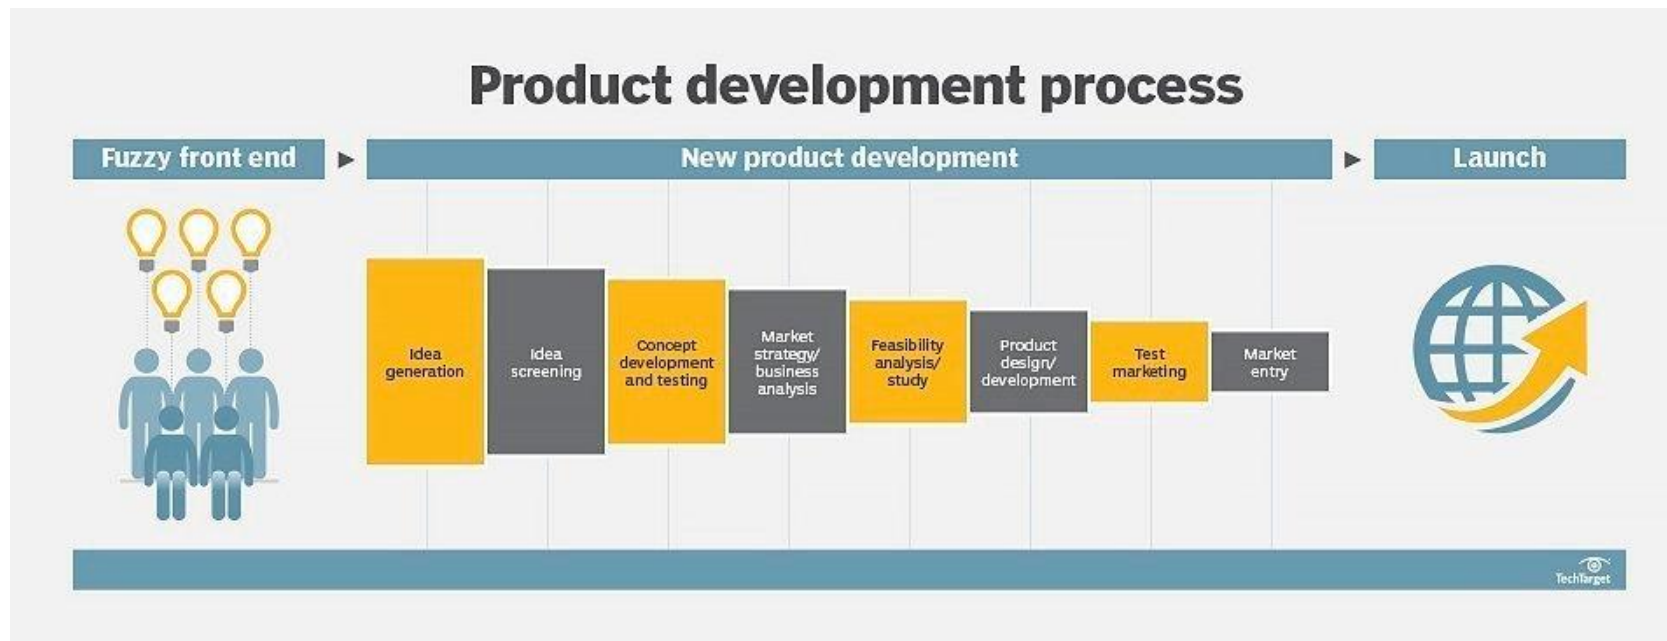 Product development process
Fuzzy front end
New product development
Launch
Idea
generation
Idea
screening
Concept
development
and testing
Market
strategy/
business
analysis
Feasibility
analysis/
study
Product
design/
development
Test
marketing
Market
entry
TechTarget